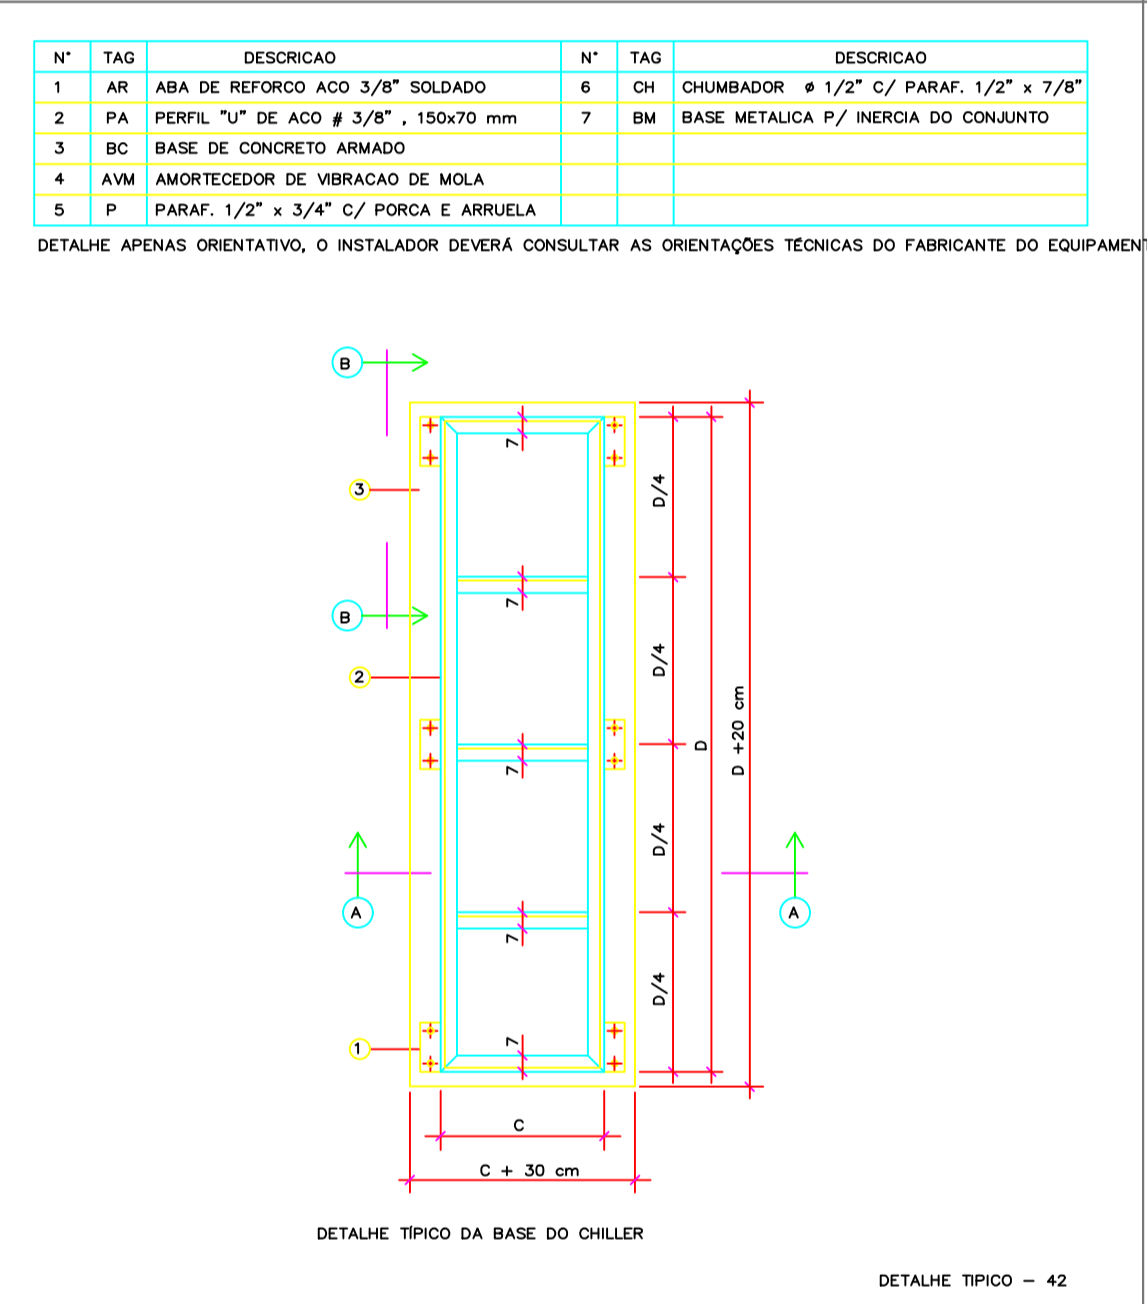 N° TAG DESCRICAO N° TAG DESCRICAO
1 AR ABA DE REFORCO ACO 3/8" SOLDADO 6 CH CHUMBADOR ø 1/2" C/ PARAF. 1/2" x 7/8"
2 PA PERFIL "U" DE ACO # 3/8" , 150x70 mm 7 BM BASE METALICA P/ INERCIA DO CONJUNTO
3 BC BASE DE CONCRETO ARMADO
4 AVM AMORTECEDOR DE VIBRACAO DE MOLA
5 P PARAF. 1/2" x 3/4" C/ PORCA E ARRUELA
DETALHE APENAS ORIENTATIVO, O INSTALADOR DEVERÁ CONSULTAR AS ORIENTAÇÕES TÉCNICAS DO FABRICANTE DO EQUIPAMENT
B
7
3
D/4
7
B
D/4
2
D
D +20 cm
7
D/4
A
A
7
D/4
7
1
C
C + 30 cm
DETALHE TÍPICO DA BASE DO CHILLER
DETALHE TIPICO – 42